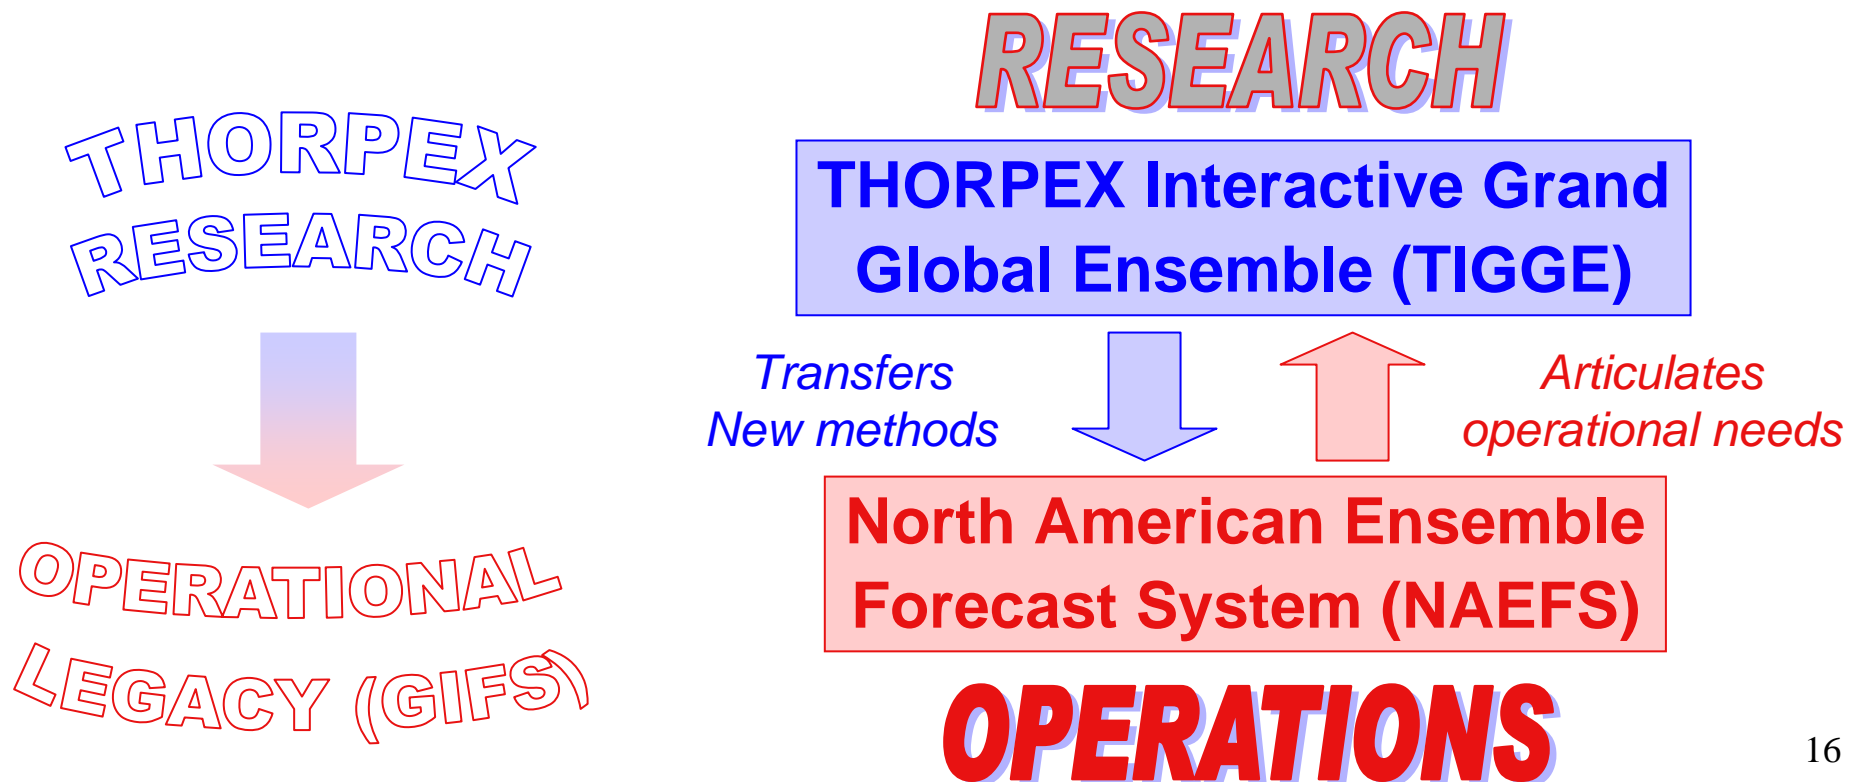 THORPEX
RESEARCH
OPERATIONAL
LEGACY (GIFS)
RESEARCH
THORPEX Interactive Grand
Global Ensemble (TIGGE)
Transfers
New methods
Articulates
operational needs
North American Ensemble
Forecast System (NAEFS)
OPERATIONS
16